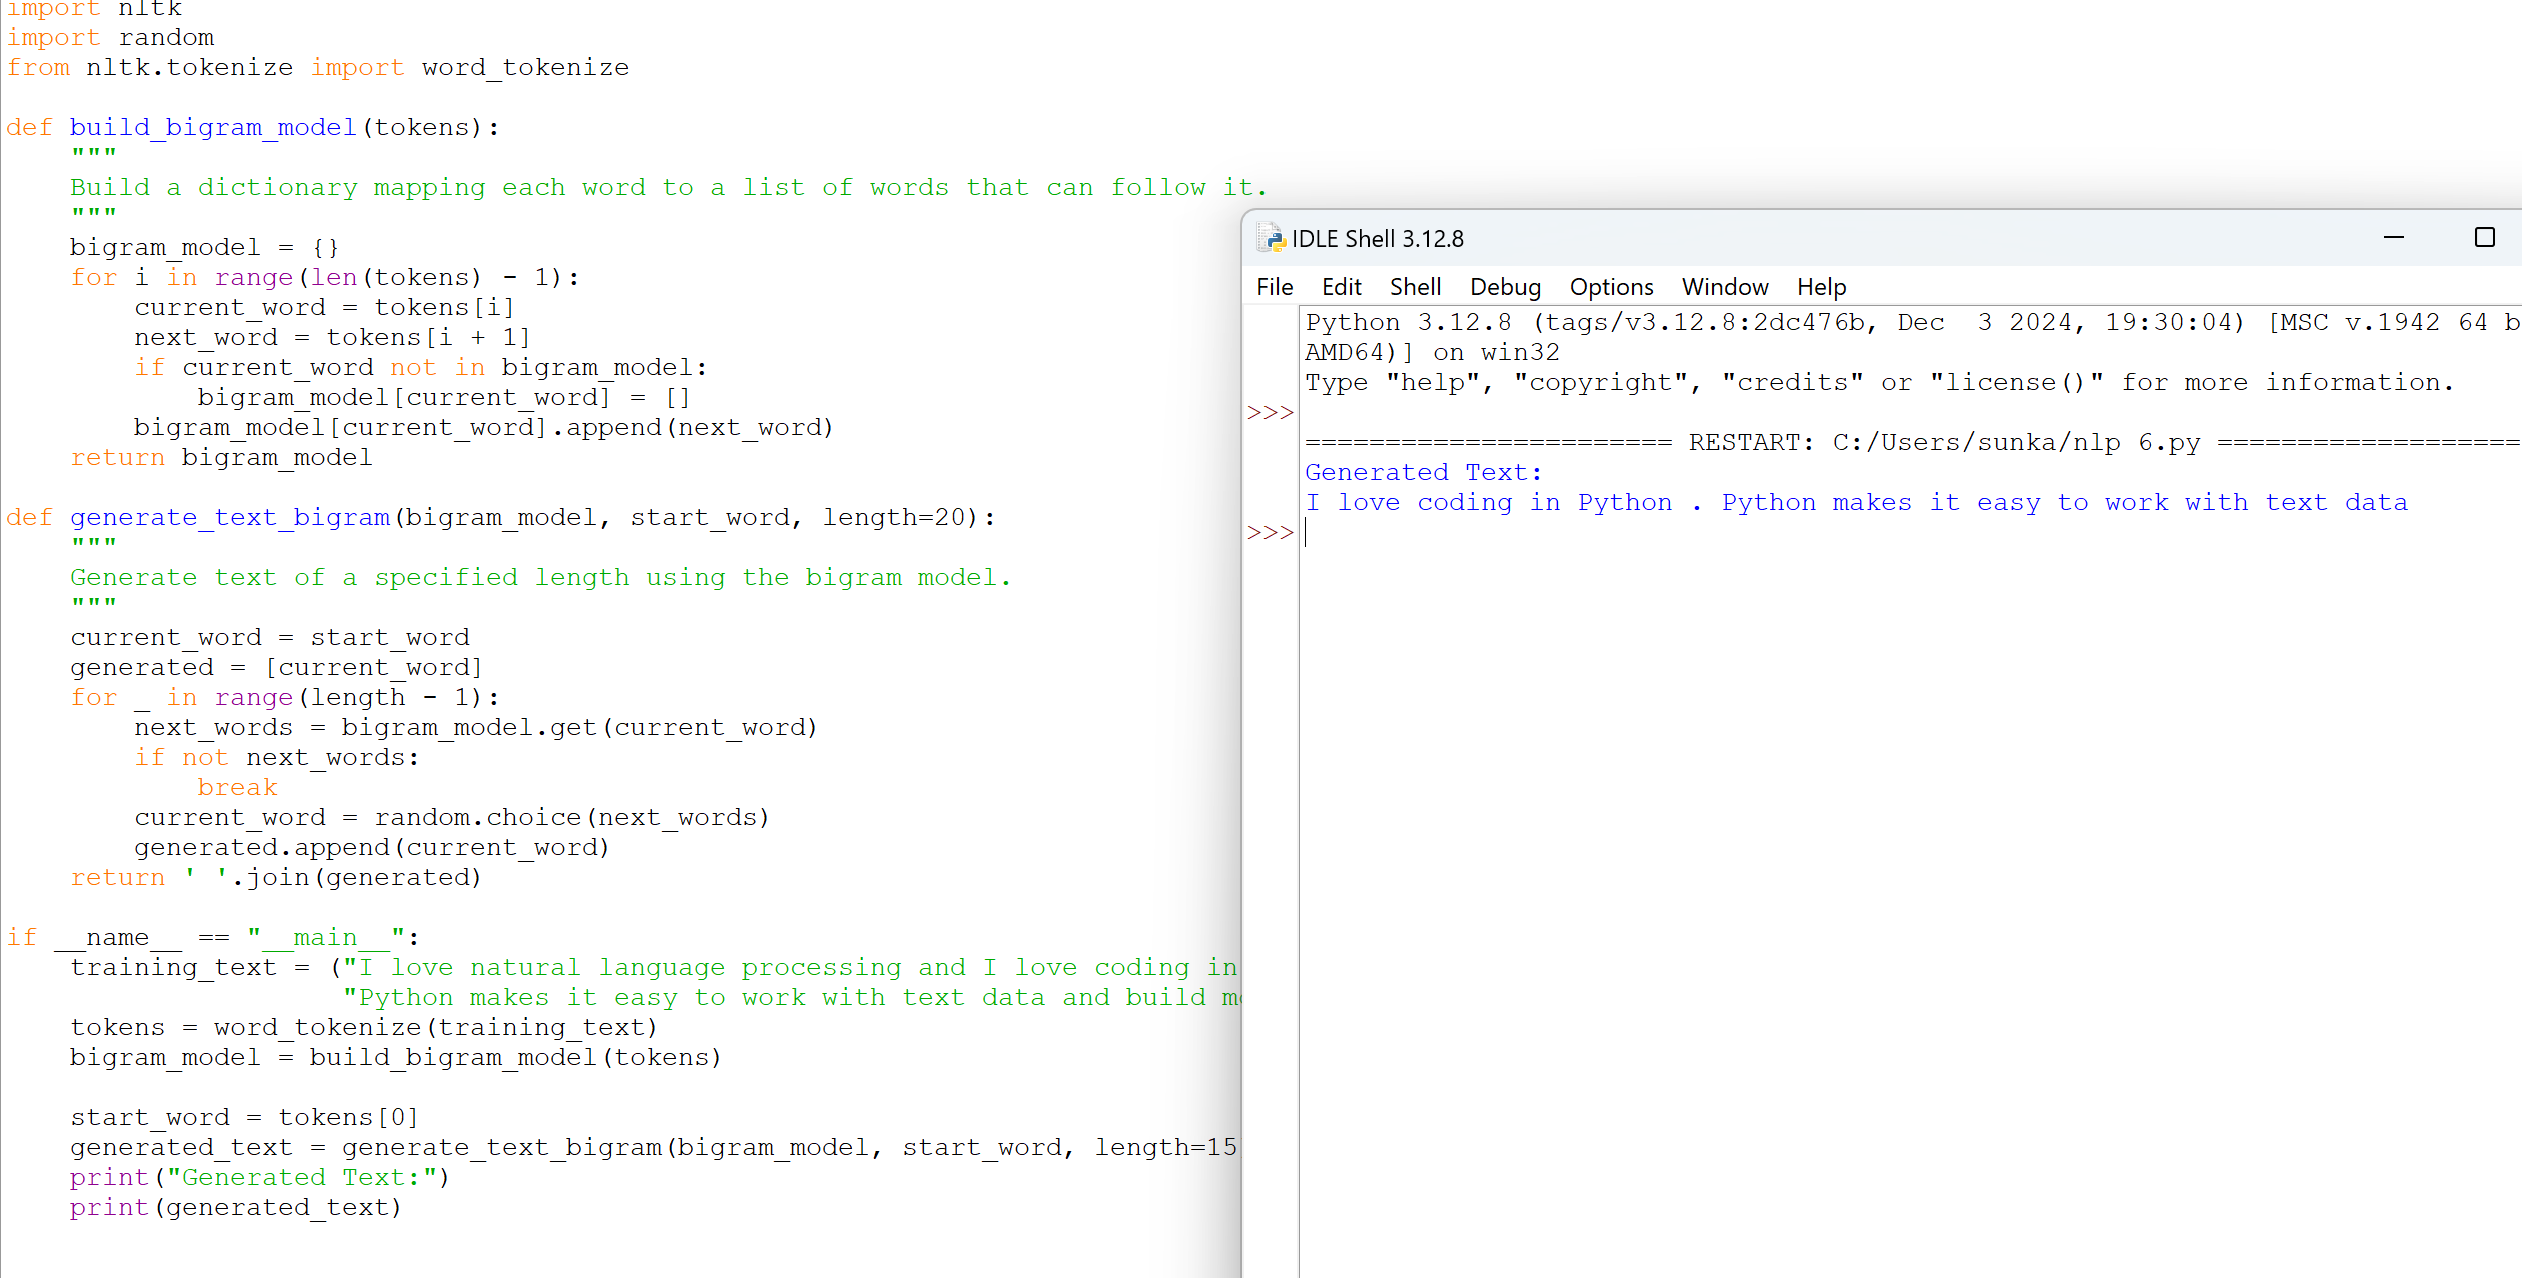 import nltk
import random
from nltk.tokenize import word_tokenize
def build_bigram_model(tokens):
"""
Build a dictionary mapping each word to a list of words that can follow it.
"""
bigram_model = {}
for i in range(len(tokens) - 1):
current_word = tokens[i]
next_word = tokens[i + 1]
if current_word not in bigram_model:
bigram_model[current_word] = []
bigram_model[current_word].append(next_word)
return bigram_model
def generate_text_bigram(bigram_model, start_word, length=20):
"""
Generate text of a specified length using the bigram model.
"""
current_word = start_word
generated = [current_word]
for _ in range(length - 1):
next_words = bigram_model.get(current_word)
if not next_words:
break
current_word = random.choice(next_words)
generated.append(current_word)
return ' '.join(generated)
if __name__ == "__main__":
training_text = ("I love natural language processing and I love coding in
"Python makes it easy to work with text data and build
tokens = word_tokenize(training_text)
bigram_model = build_bigram_model(tokens)
start_word = tokens[0]
generated_text = generate_text_bigram(bigram_model, start_word, length=15
print("Generated Text:")
print(generated_text)
IDLE Shell 3.12.8
File Edit Shell Debug Options Window Help
Python 3.12.8 (tags/v3.12.8:2dc476b, Dec  3 2024, 19:30:04) [MSC v.1942 64 b
AMD64)] on win32
Type "help", "copyright", "credits" or "license()" for more information.
>>>
======================= RESTART: C:/Users/sunka/nlp 6.py ===================
Generated Text:
I love coding in Python . Python makes it easy to work with text data
>>>